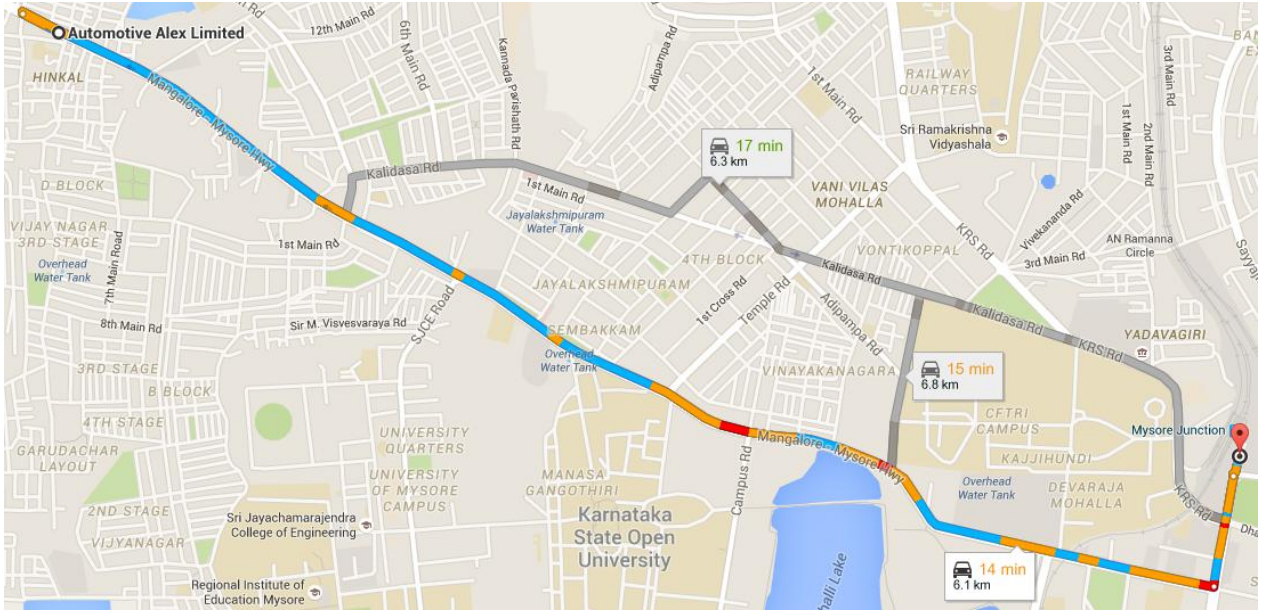 Automotive Alex Limited
HINKAL
12th Main Rd
6th Main Rd
Kannada Parishath Rd
Adipampa Rd
1st Main Rd
RAILWAY
QUARTERS
3rd Main Rd
2nd Main Rd
1st Main Rd
Sri Ramakrishna
Vidyashala
Mangalore - Mysore Hwy
Kalidasa Rd
17 min
6.3 km
D BLOCK
1st Main Rd
VANI VILAS
MOHALLA
KRS Rd
Vivekananda Rd
VIJAY NAGAR
3RD STAGE
7th Main Road
1st Main Rd
Jayalakshmipuram
Water Tank
VONTIKOPPAL
3rd Main Rd
AN Ramanna
Circle
Overhead
Water Tank
4TH BLOCK
Kalidasa Rd
JAYALAKSHMIPURAM
1st Cross Rd
Temple Rd
Adipampa Rd
Kalidasa Rd
8th Main Rd
Sir M. Visvesvaraya Rd
SJCE Road
SEMBAKKAM
KRS Rd
YADAVAGIRI
Overhead
Water Tank
3RD STAGE
B BLOCK
VINAYAKANAGARA
15 min
6.8 km
4TH STAGE
CFTRI
CAMPUS
Mysore Junction
UNIVERSITY
QUARTERS
GARUDACHAR
LAYOUT
Mangalore - Mysore Hwy
KAJJIHUNDI
UNIVERSITY
OF MYSORE
CAMPUS
MANASA
GANGOTHIRI
Campus Rd
Overhead
Water Tank
DEVARAJA
MOHALLA
KRS Rd
2ND STAGE
Sri Jayachamarajendra
College of Engineering
Karnataka
State Open
University
VIJYANAGAR
14 min
6.1 km
Regional Institute of
Education Mysore